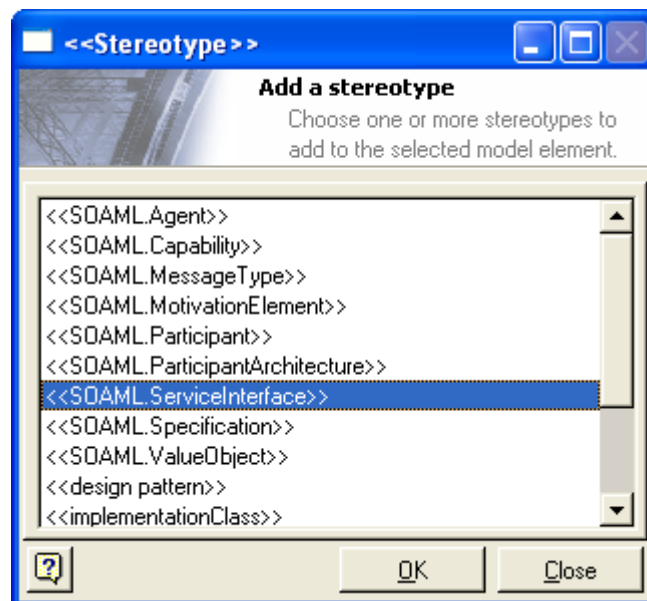 <<Stereotype>>
Add a stereotype
Choose one or more stereotypes to
add to the selected model element.
<<SOAML.Agent>>
<<SOAML.Capability>>
<<SOAML.MessageType>>
<<SOAML.MotivationElement>>
<<SOAML.Participant>>
<<SOAML.ParticipantArchitecture>>
<<SOAML.ServiceInterface>>
<<SOAML.Specification>>
<<SOAML.ValueObject>>
<<design pattern>>
<<implementationClass>>
OK Close